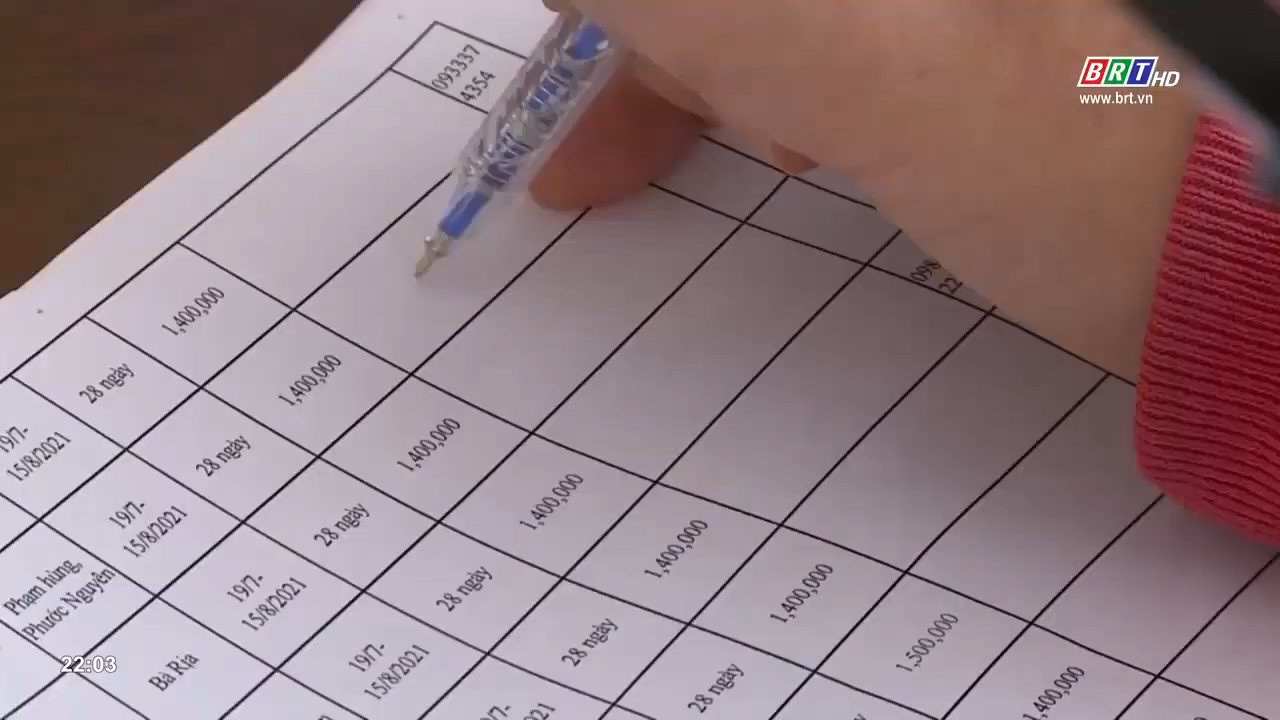 BRT HD
www.brt.vn
093337
4354
1,400,000
28 ngày
19/7-
15/8/2021
1,400,000
28 ngày
19/7-
15/8/2021
Phạm hùng,
Phước Nguyên
1,400,000
28 ngày
19/7-
15/8/2021
Bà Rịa
1,400,000
28 ngày
19/7-
15/8/2021
1,400,000
28 ngày
1,400,000
28 ngày
1,500,000
1,400,000
22:03